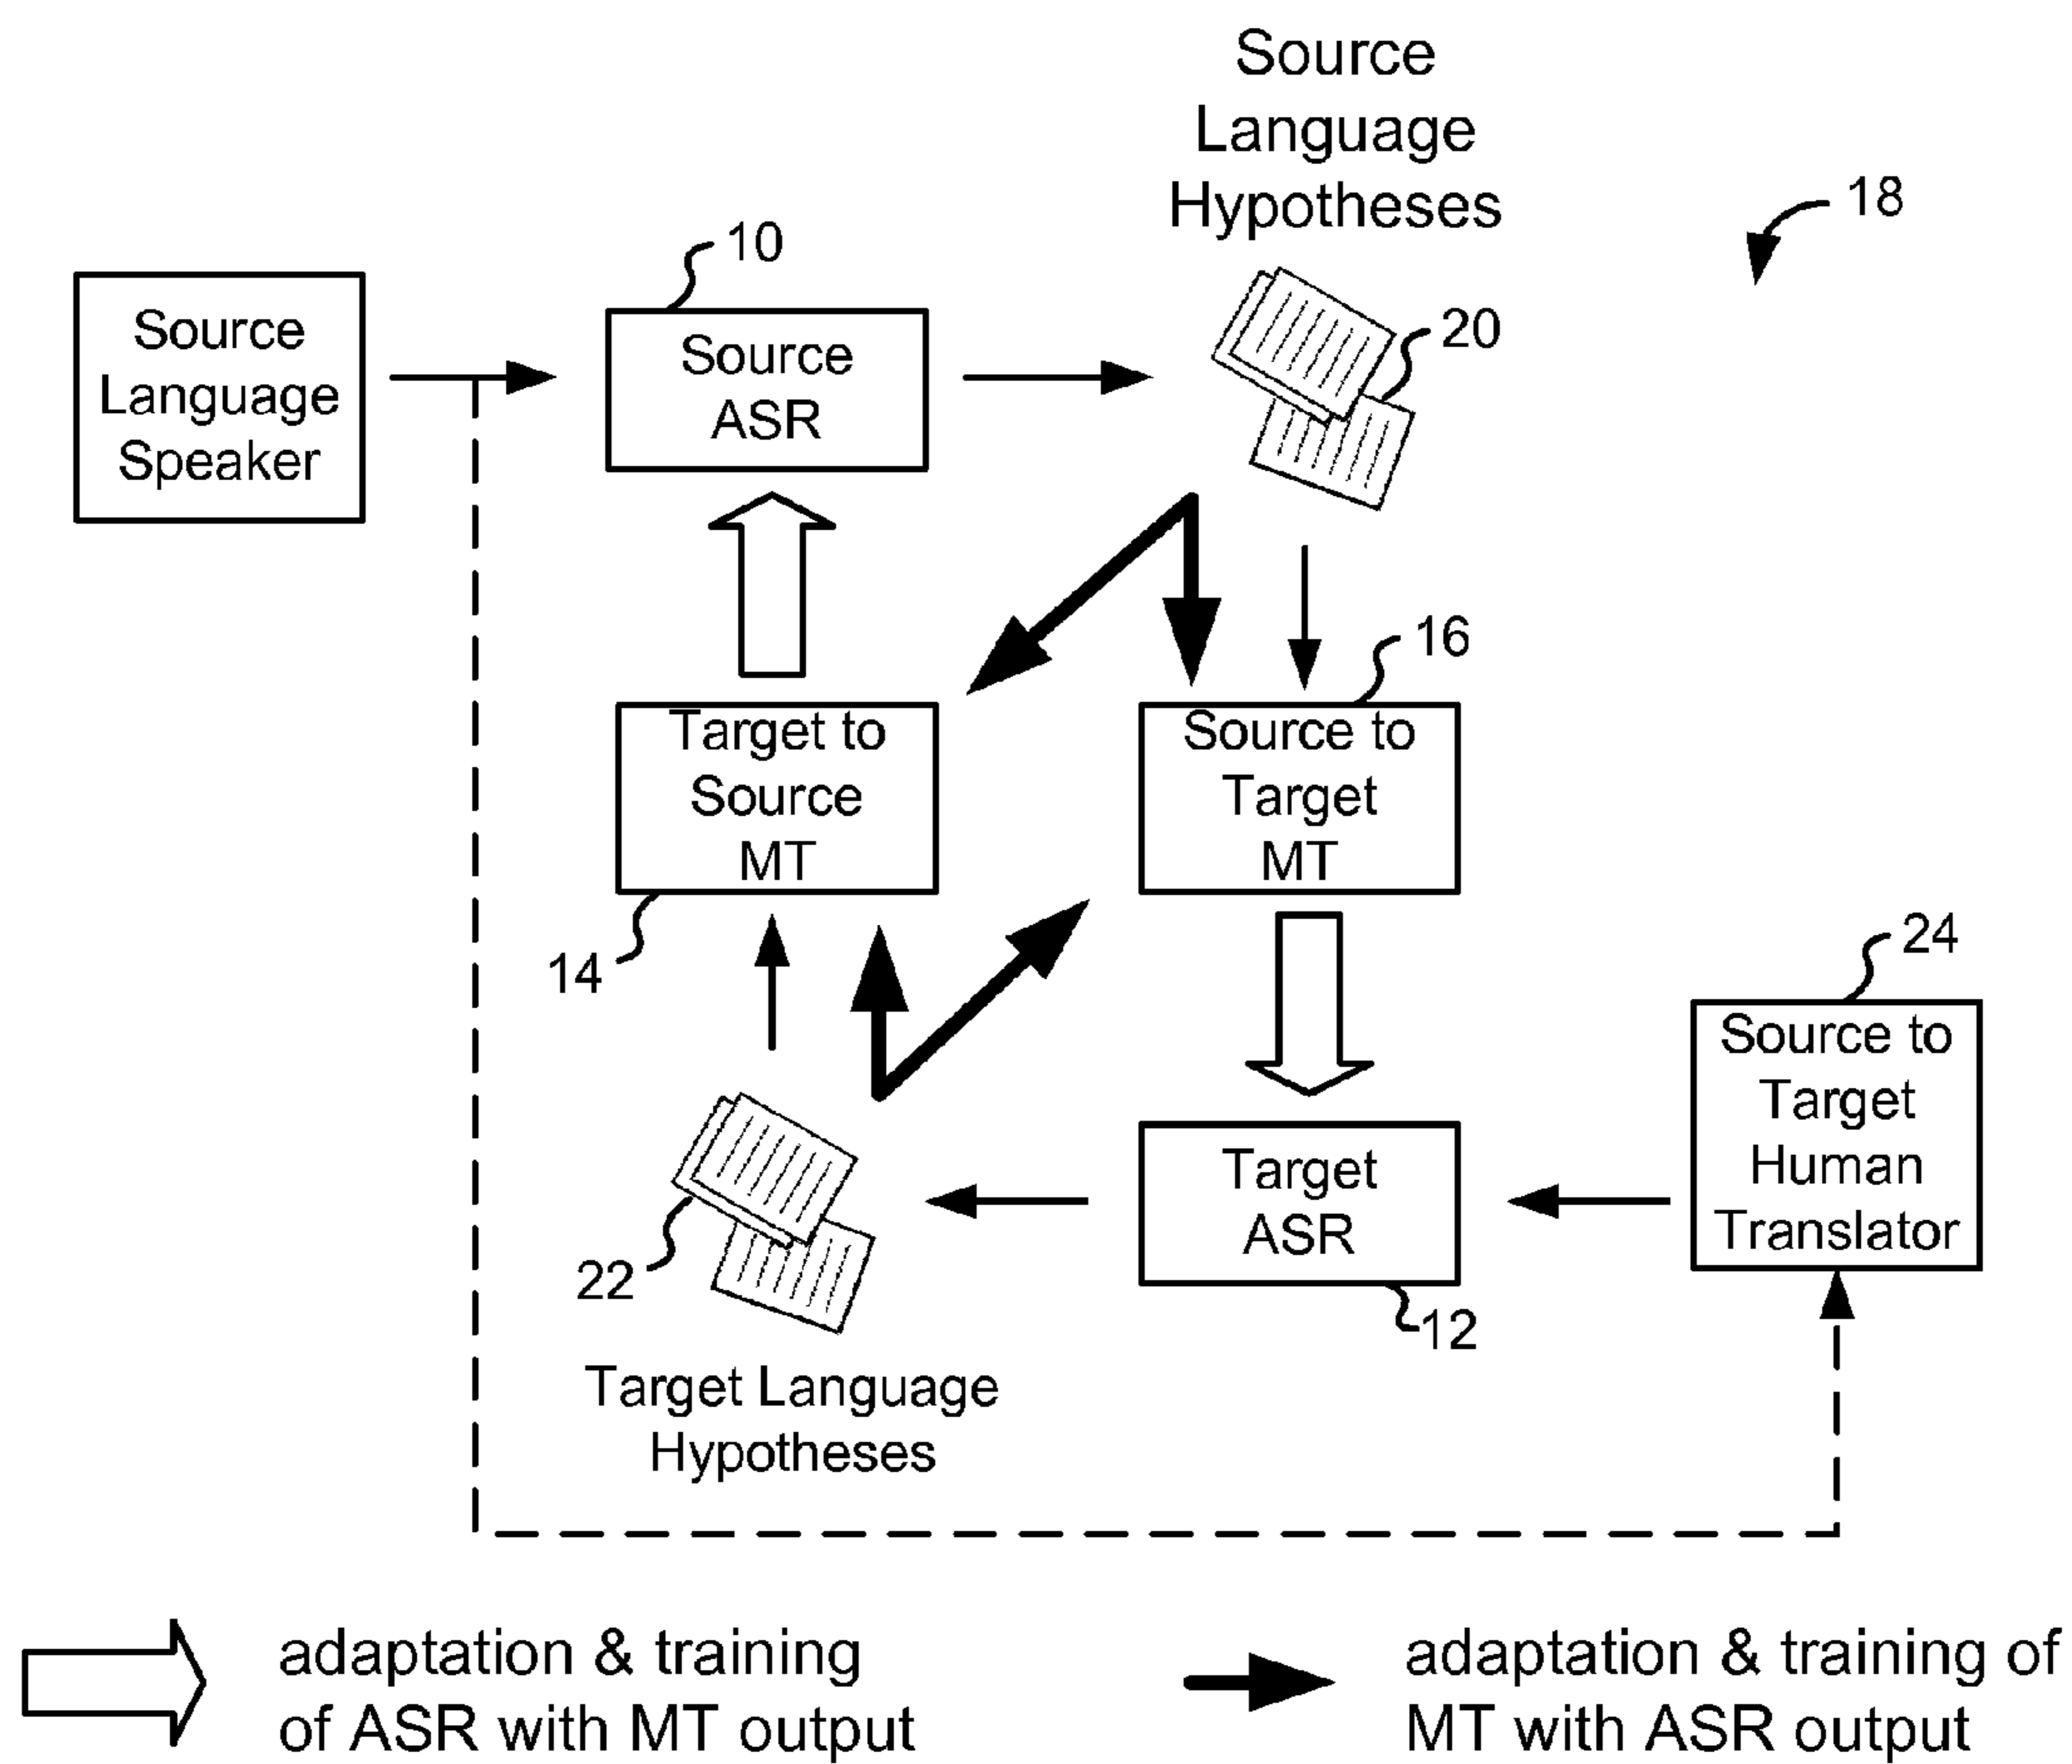 Source
Language
Hypotheses
18
10
Source
Language
Speaker
Source
ASR
20
16
Target to
Source
MT
Source to
Target
MT
14
24
Source to
Target
Human
Translator
Target
ASR
22
12
Target Language
Hypotheses
adaptation & training
of ASR with MT output
adaptation & training of
MT with ASR output